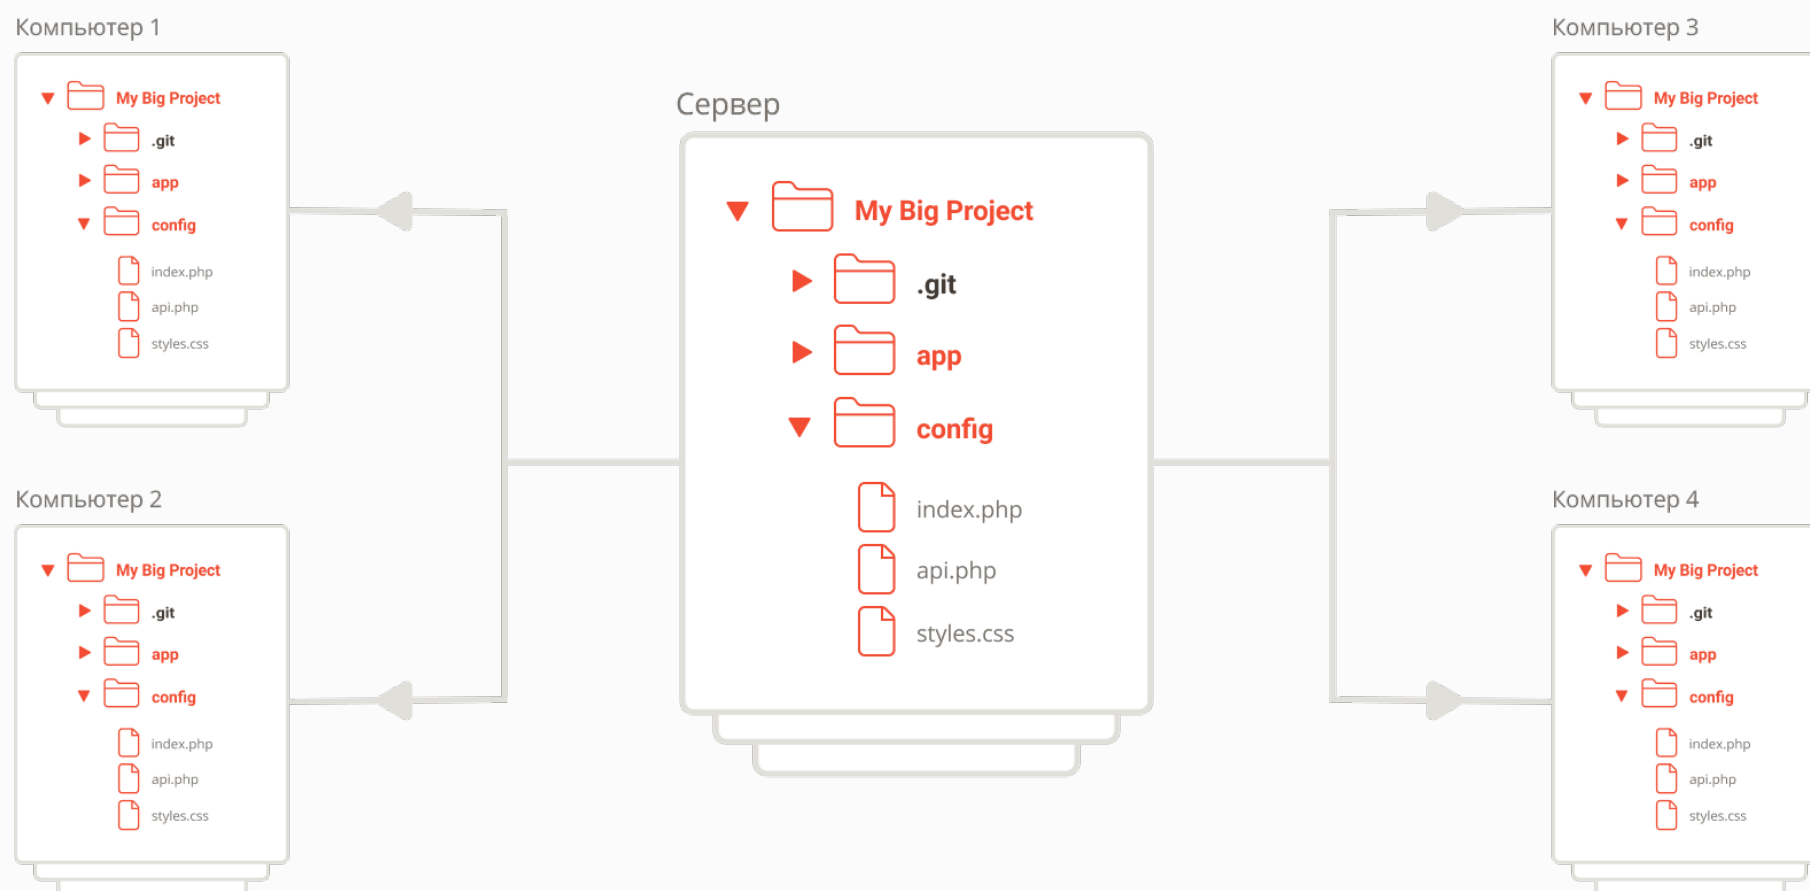 Компьютер 1
My Big Project
.git
app
config
index.php
api.php
styles.css
Компьютер 2
My Big Project
.git
app
config
index.php
api.php
styles.css
Сервер
My Big Project
.git
app
config
index.php
api.php
styles.css
Компьютер 3
My Big Project
.git
app
config
index.php
api.php
styles.css
Компьютер 4
My Big Project
.git
app
config
index.php
api.php
styles.css